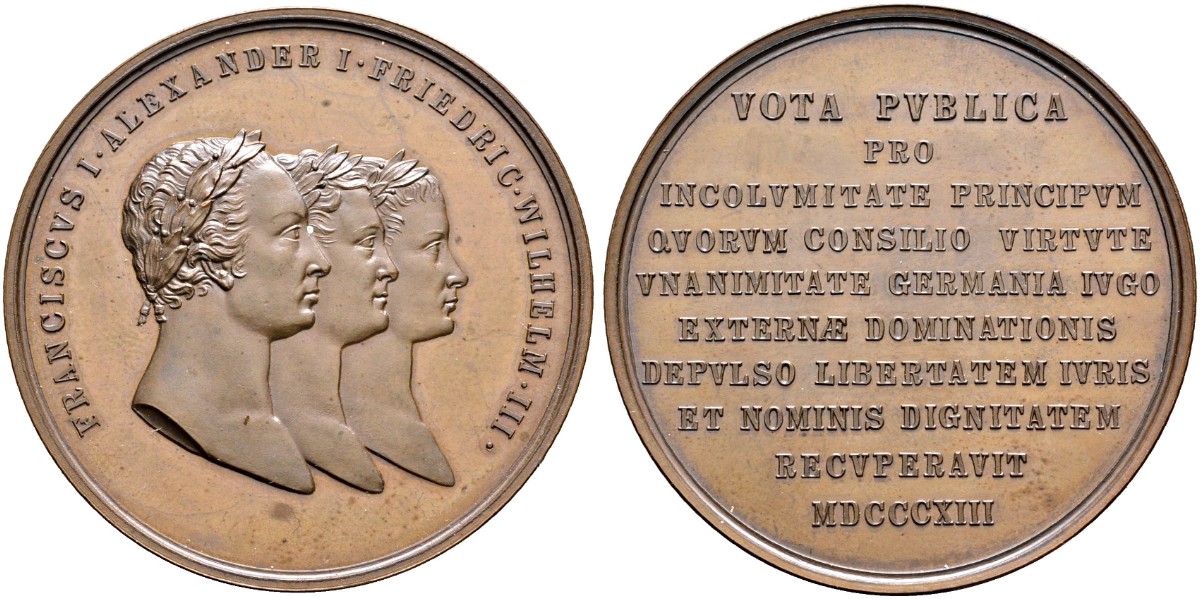 FRANCISCVS I · ALEXANDER I · FRIEDRIC · WILHELM · III ·
VOTA PVBLICA
PRO
INCOLVMITATE PRINCIPVM
QVORVM CONSILIO VIRTVTE
VNANIMITATE GERMANIA IVGO
EXTERNÆ DOMINATIONIS
DEPVLSO LIBERTATEM IVRIS
ET NOMINIS DIGNITATEM
RECVPERAVIT
MDCCCXIII